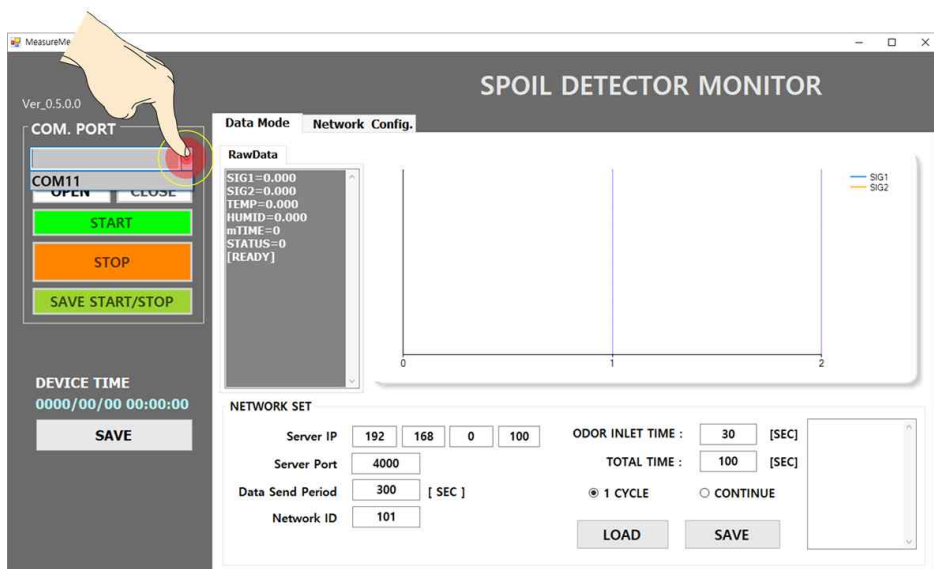 MeasureMe
SPOIL DETECTOR MONITOR
Ver_0.5.0.0
COM. PORT
COM11
OPEN CLOSE
START
STOP
SAVE START/STOP
DEVICE TIME
0000/00/00 00:00:00
SAVE
Data Mode Network Config.
RawData
SIG1=0.000
SIG2=0.000
TEMP=0.000
HUMID=0.000
mTIME=0
STATUS=0
[READY]
SIG1
SIG2
0 1 2
NETWORK SET
Server IP 192 168 0 100
Server Port 4000
Data Send Period 300 [ SEC ]
Network ID 101
ODOR INLET TIME : 30 [SEC]
TOTAL TIME : 100 [SEC]
1 CYCLE CONTINUE
LOAD SAVE